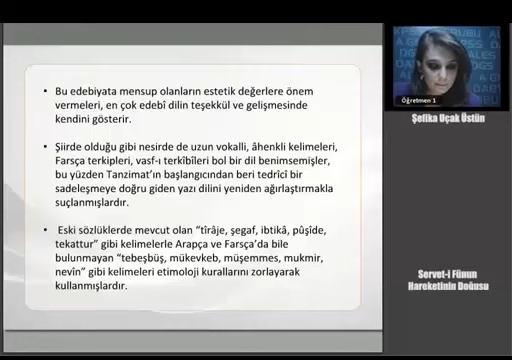 Bu edebiyata mensup olanların estetik değerlere önem
vermeleri, en çok edebî dilin teşekkül ve gelişmesinde
kendini gösterir.
Şiirde olduğu gibi nesirde de uzun vokalli, âhenkli kelimeleri,
Farsça terkipleri, vasf-ı terkîbîleri bol bir dil benimsemişler,
bu yüzden Tanzimat'ın başlangıcından beri tedrîcî bir
sadeleşmeye doğru giden yazı dilini yeniden ağırlaştırmakla
suçlanmışlardır.
Eski sözlüklerde mevcut olan "tîrâje, şegaf, ibtikâ, pûşîde,
tekattur" gibi kelimelerle Arapça ve Farsça'da bile
bulunmayan "tebeşbüş, mükevkeb, müşemmes, mukmir,
nevîn" gibi kelimeleri etimoloji kurallarını zorlayarak
kullanmışlardır.
Öğretmen 1
Şefika Uçak Üstün
Servet-i Fünun
Hareketinin Doğusu